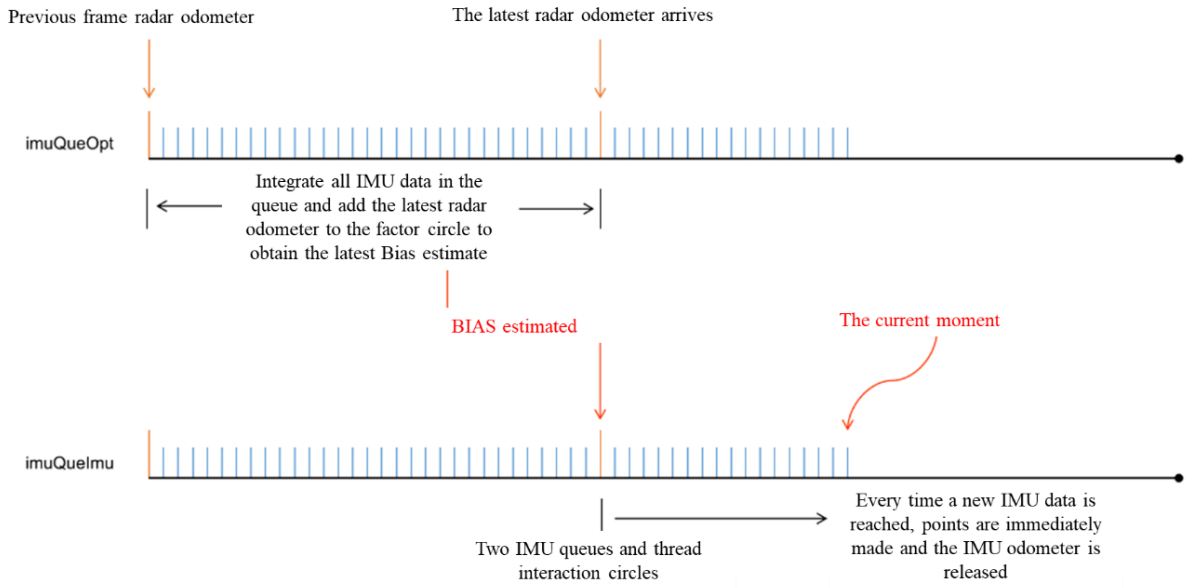 Previous frame radar odometer
The latest radar odometer arrives
imuQueOpt
Integrate all IMU data in the
queue and add the latest radar
odometer to the factor circle to
obtain the latest Bias estimate
BIAS estimated
The current moment
imuQueImu
Two IMU queues and thread
interaction circles
Every time a new IMU data is
reached, points are immediately
made and the IMU odometer is
released